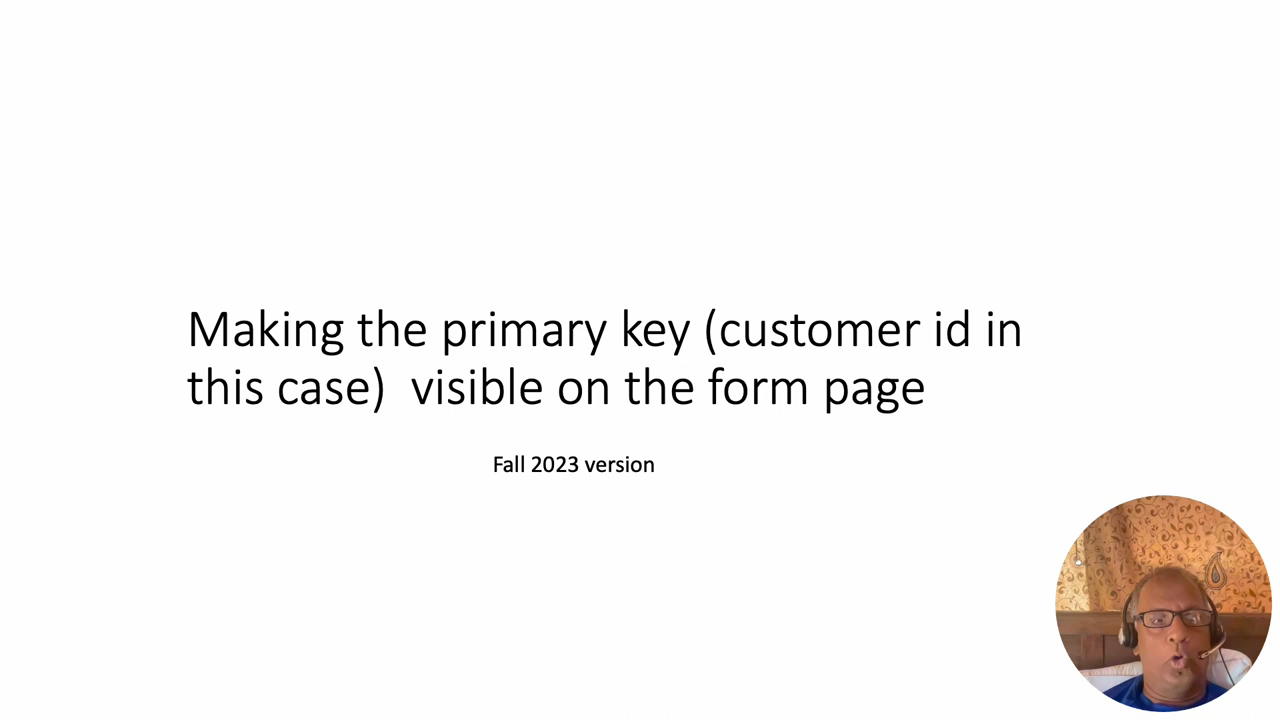 Making the primary key (customer id in
this case)  visible on the form page
Fall 2023 version